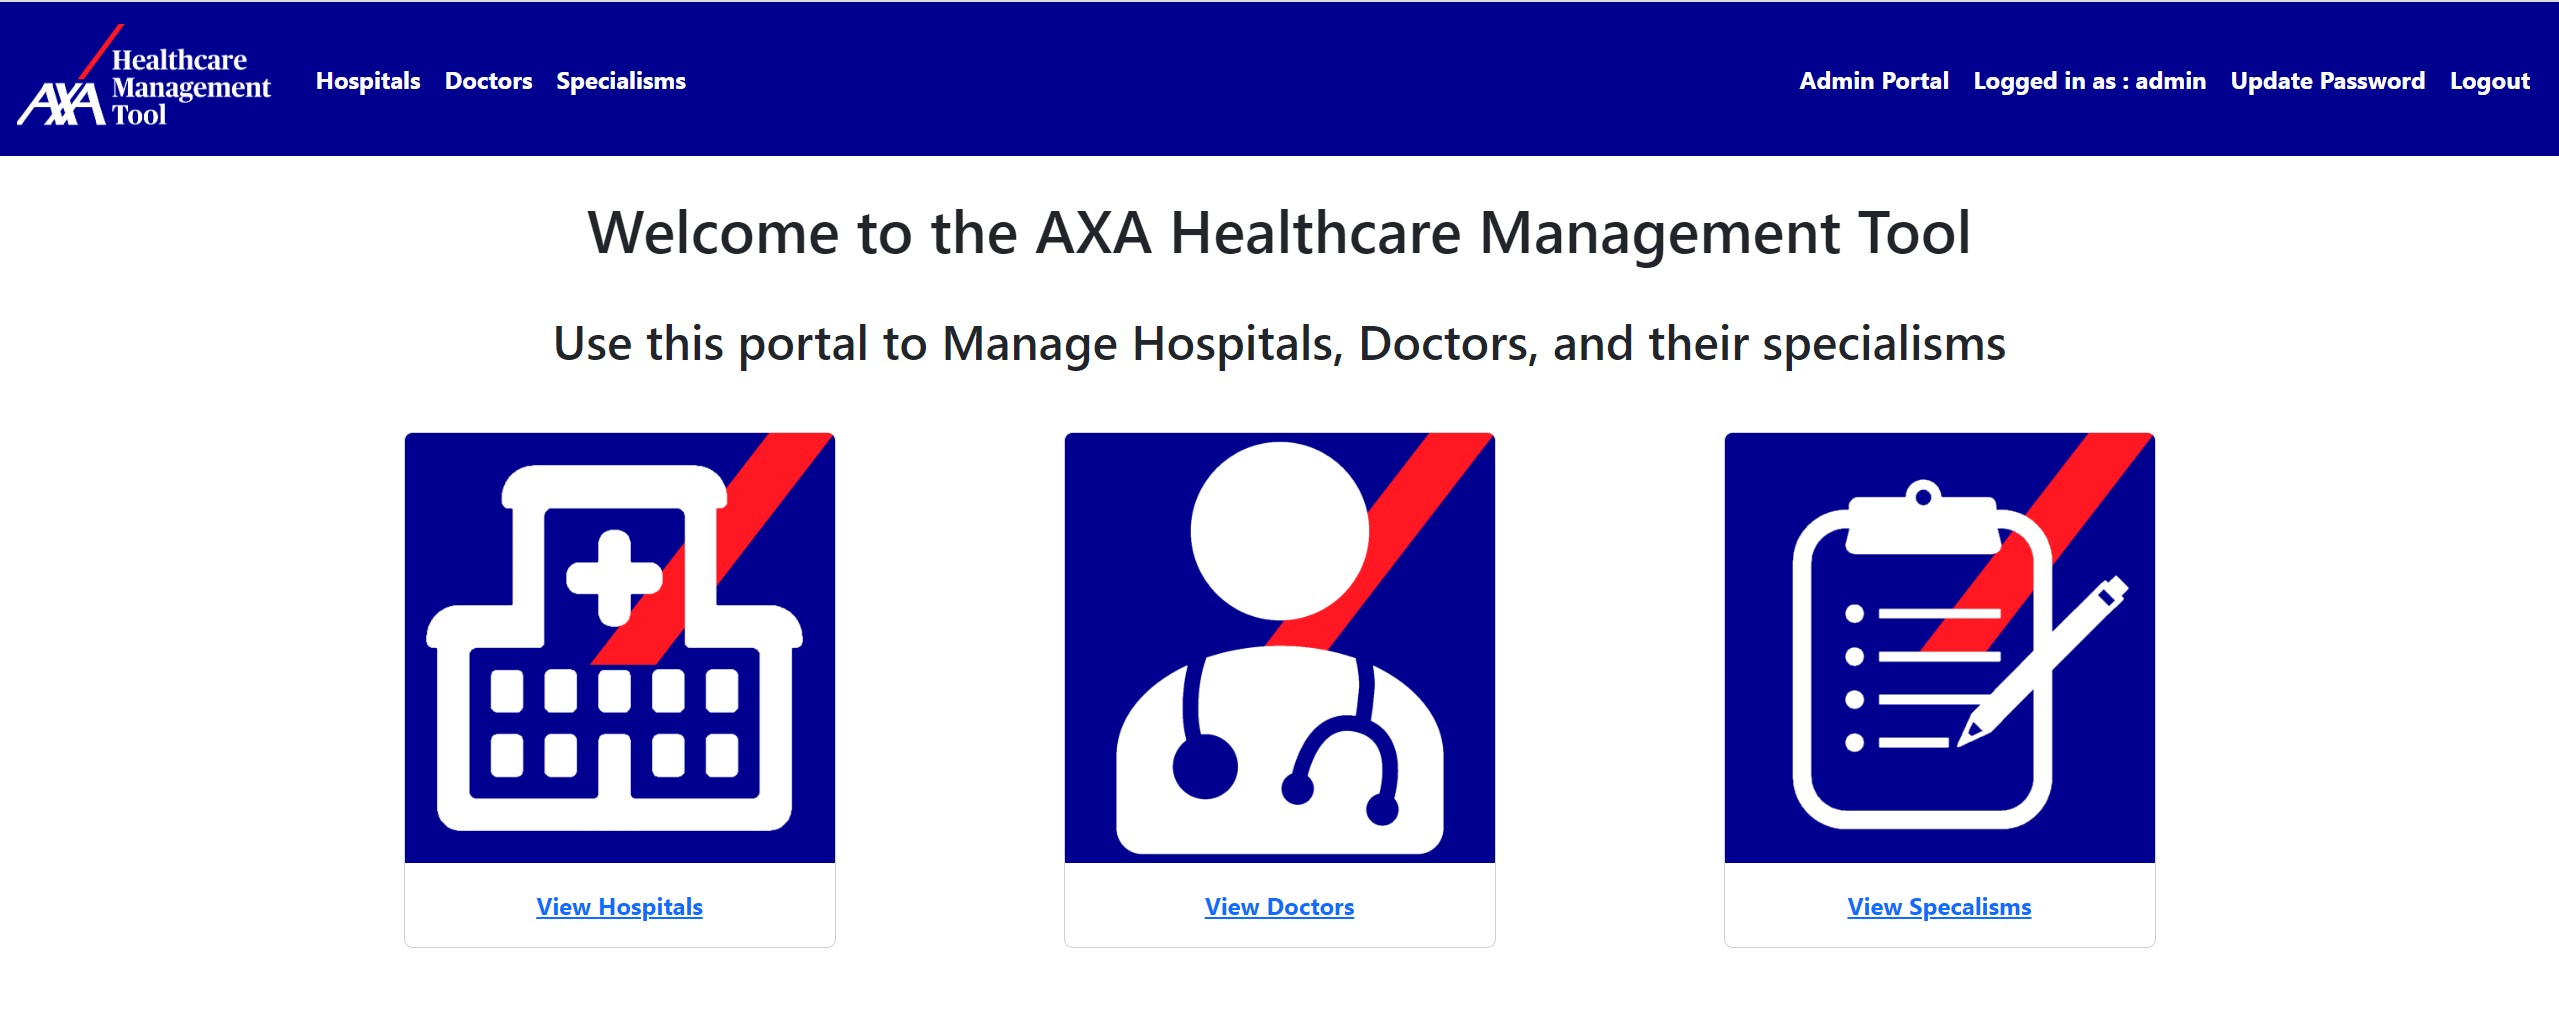 AXA
Healthcare
Management
Tool
Hospitals Doctors Specialisms
Admin Portal Logged in as : admin Update Password Logout
Welcome to the AXA Healthcare Management Tool
Use this portal to Manage Hospitals, Doctors, and their specialisms
View Hospitals
View Doctors
View Specalisms